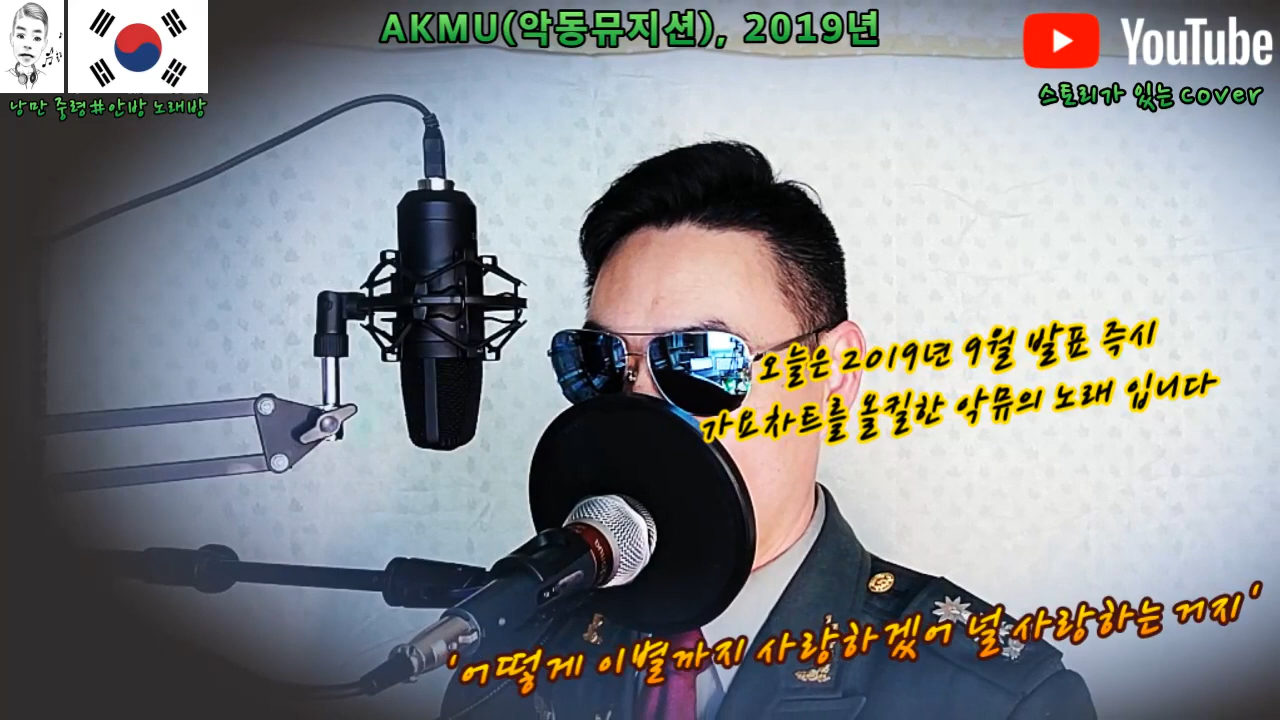 AKMU(악동뮤지션), 2019년
YouTube
낭만 중령#안방 노래방
스토리가 있는 cover
오늘은 2019년 9월 발표 즉시
가요차트를 올킬한 악뮤의 노래 입니다
'어떻게 이별까지 사랑하겠어 널 사랑하는 거지'